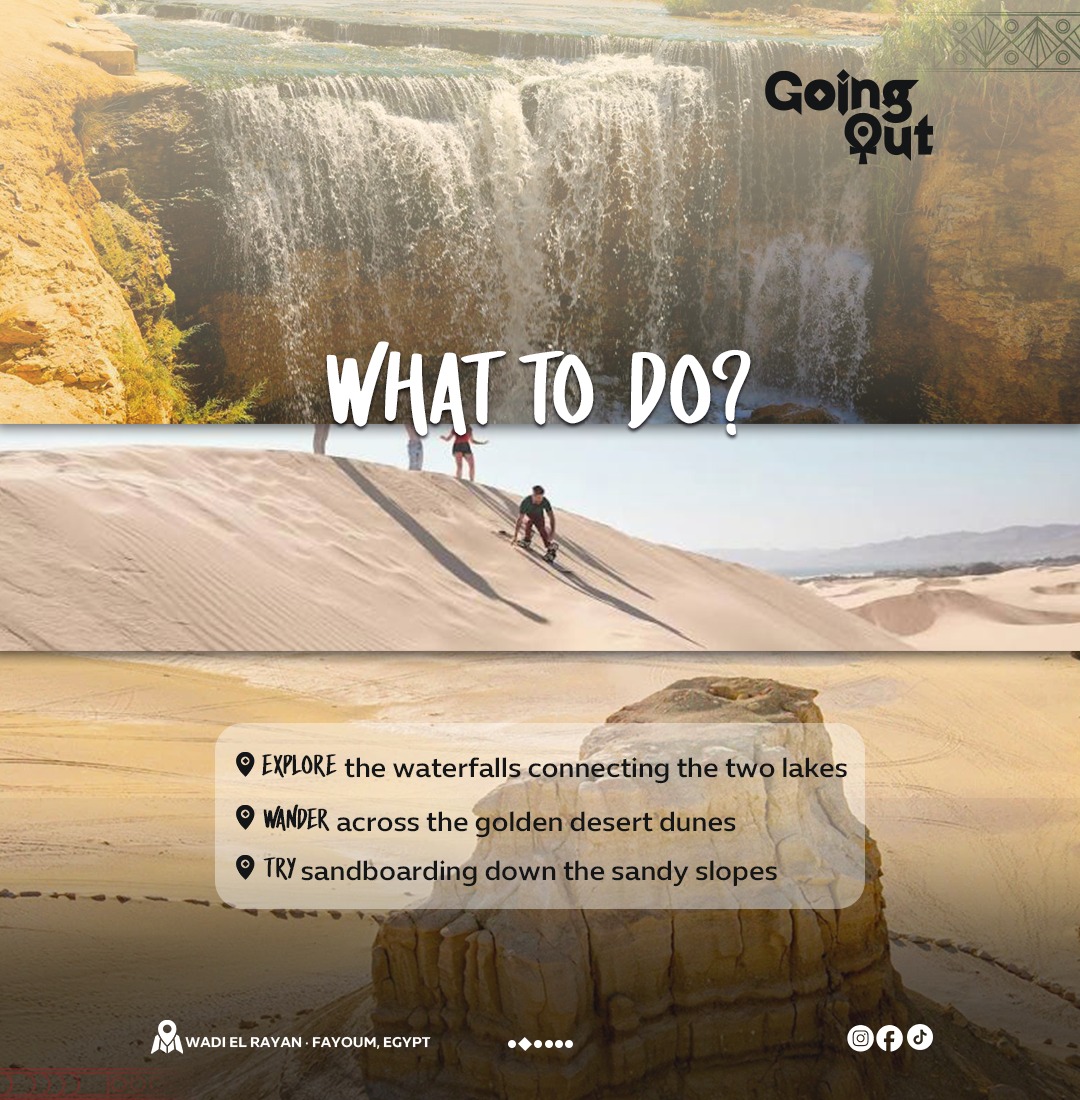 Going
Out
WHAT TO DO?
EXPLORE the waterfalls connecting the two lakes
WANDER across the golden desert dunes
TRY sandboarding down the sandy slopes
WADI EL RAYAN · FAYOUM, EGYPT